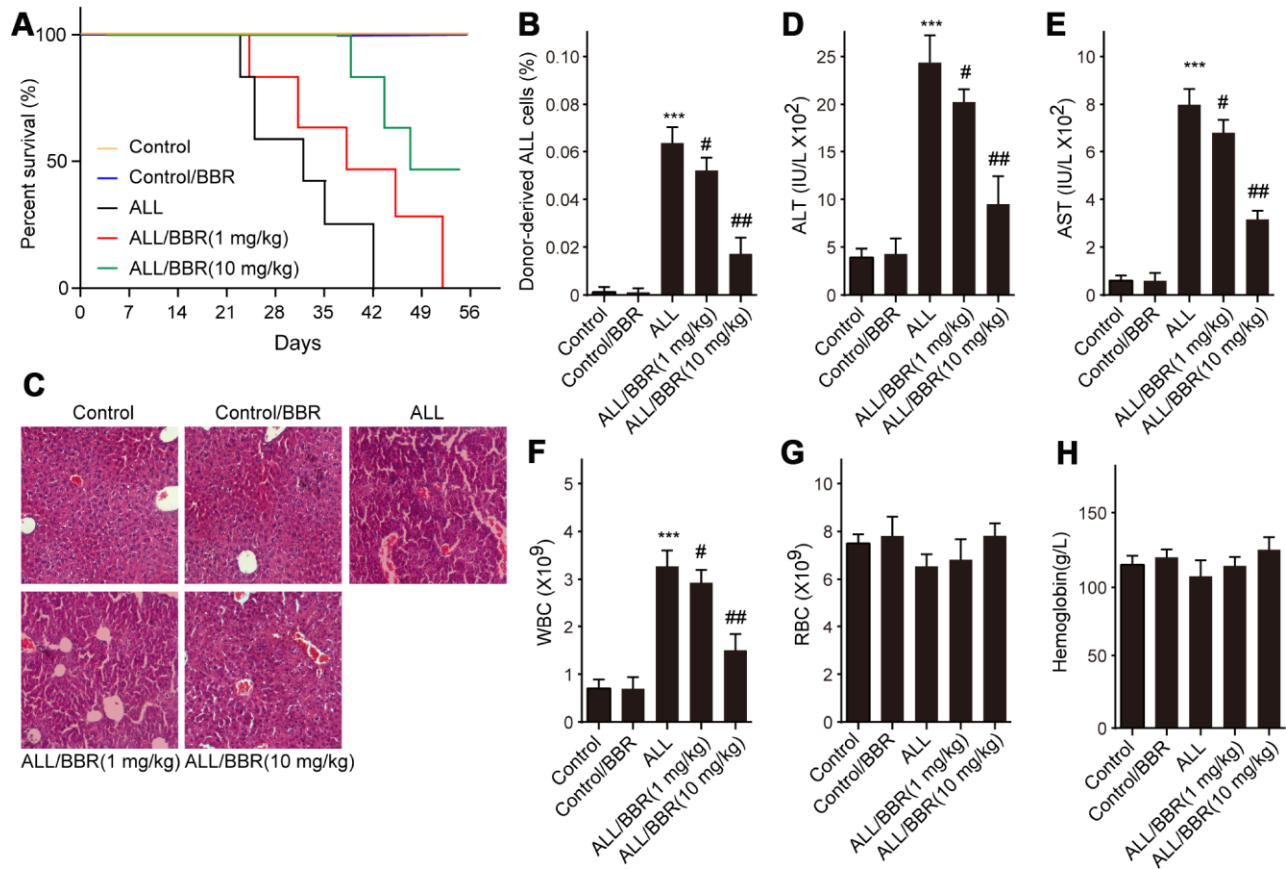 A
Percent survival (%)
100
50
0
0 7 14 21 28 35 42 49 56
Days
Control
Control/BBR
ALL
ALL/BBR(1 mg/kg)
ALL/BBR(10 mg/kg)
B
Donor-derived ALL cells (%)
0.10
0.08
0.06
0.04
0.02
0
***
#
##
Control
Control/BBR
ALL
ALL/BBR(1 mg/kg)
ALL/BBR(10 mg/kg)
D
ALT (IU/L X10²)
30
25
20
15
10
5
0
***
#
##
Control
Control/BBR
ALL
ALL/BBR(1 mg/kg)
ALL/BBR(10 mg/kg)
E
AST (IU/L X10²)
10
8
6
4
2
0
***
#
##
Control
Control/BBR
ALL
ALL/BBR(1 mg/kg)
ALL/BBR(10 mg/kg)
C
Control Control/BBR ALL
ALL/BBR(1 mg/kg) ALL/BBR(10 mg/kg)
F
WBC (X10⁹)
5
4
3
2
1
0
***
#
##
Control
Control/BBR
ALL
ALL/BBR(1 mg/kg)
ALL/BBR(10 mg/kg)
G
RBC (X10⁹)
10
8
6
4
2
0
Control
Control/BBR
ALL
ALL/BBR(1 mg/kg)
ALL/BBR(10 mg/kg)
H
Hemoglobin(g/L)
150
100
50
0
Control
Control/BBR
ALL
ALL/BBR(1 mg/kg)
ALL/BBR(10 mg/kg)